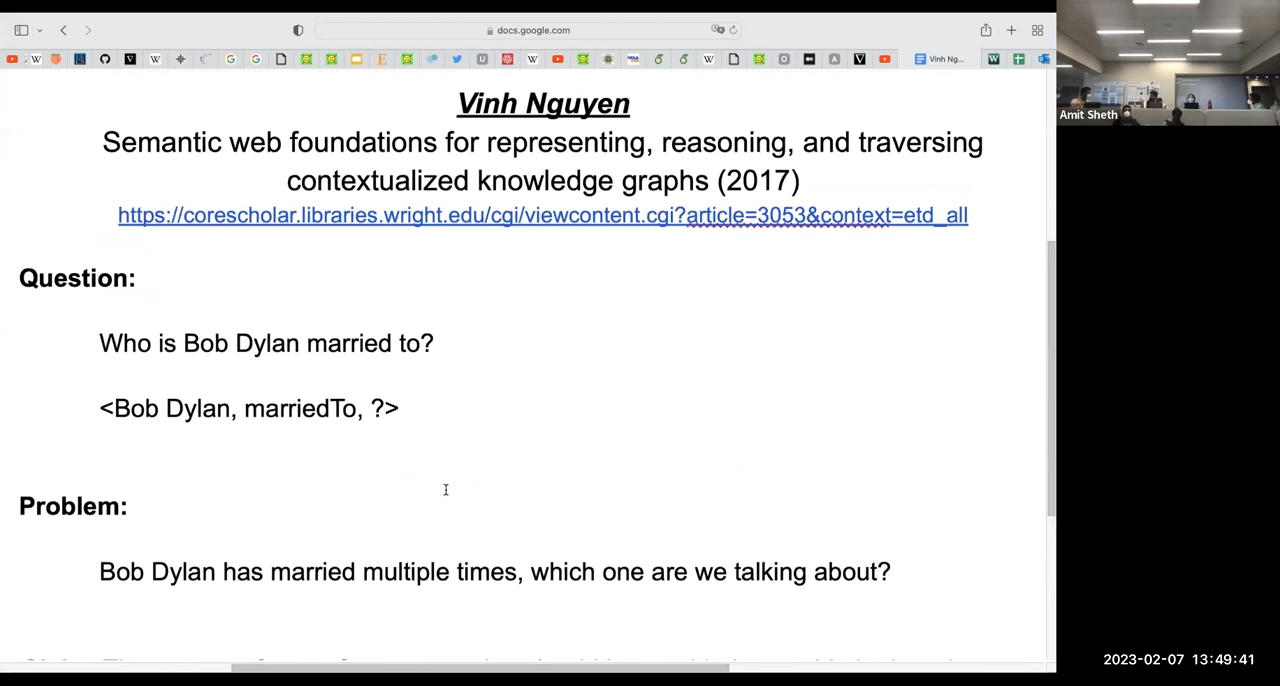 docs.google.com
Vinh Ng...
Vinh Nguyen
Semantic web foundations for representing, reasoning, and traversing
contextualized knowledge graphs (2017)
https://corescholar.libraries.wright.edu/cgi/viewcontent.cgi?article=3053&context=etd_all
Question:
Who is Bob Dylan married to?
<Bob Dylan, marriedTo, ?>
Problem:
Bob Dylan has married multiple times, which one are we talking about?
Amit Sheth
2023-02-07 13:49:41